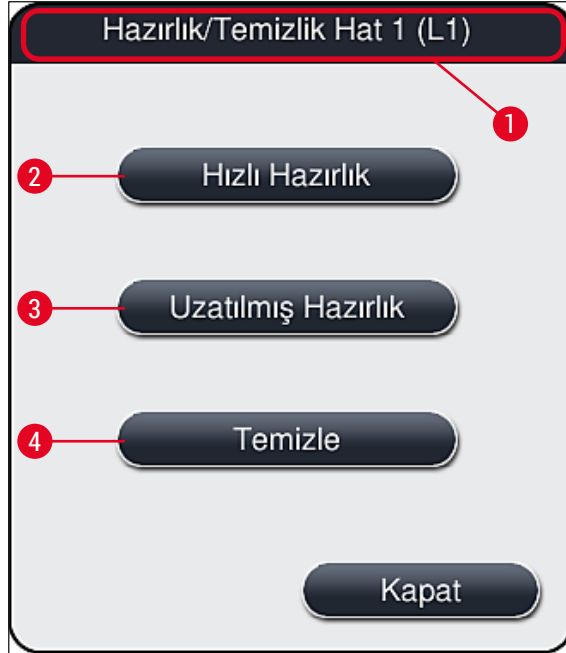 Hazırlık/Temizlik Hat 1 (L1)
1
2 Hızlı Hazırlık
3 Uzatılmış Hazırlık
4 Temizle
Kapat